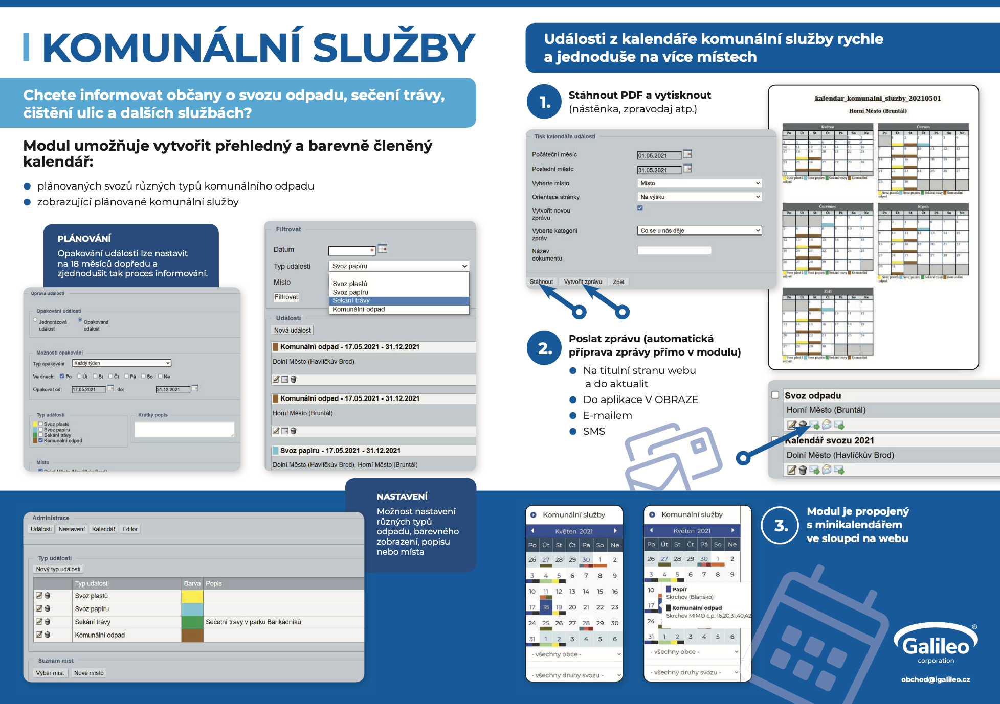 KOMUNÁLNÍ SLUŽBY
Chcete informovat občany o svozu odpadu, sečení trávy,
čištění ulic a dalších službách?
Modul umožňuje vytvořit přehledný a barevně členěný
kalendář:
plánovaných svozů různých typů komunálního odpadu
zobrazující plánované komunální služby
PLÁNOVÁNÍ
Opakování události lze nastavit
na 18 měsíců dopředu a
zjednodušit tak proces informování.
Úprava události
Opakování události
Jednorázová
událost
Opakovaná
událost
Možnosti opakování
Typ opakování Každý týden
Ve dnech: Po Út St Čt Pá So Ne
Opakovat od: 17.05.2021 do: 31.12.2021
Typ události
Svoz plastů
Svoz papíru
Sekání trávy
Komunální odpad
Krátký popis
Místo
Dolní Město (Havlíčkův Brod)
Filtrovat
Datum *
Typ události Svoz papíru
Svoz plastů
Svoz papíru
Sekání trávy
Komunální odpad
Místo
Filtrovat
Události
Nová událost
Komunální odpad - 17.05.2021 - 31.12.2021
Dolní Město (Havlíčkův Brod)
Komunální odpad - 17.05.2021 - 31.12.2021
Horní Město (Bruntál)
Svoz papíru - 17.05.2021 - 31.12.2021
Dolní Město (Havlíčkův Brod), Horní Město (Bruntál)
NASTAVENÍ
Možnost nastavení
různých typů
odpadu, barevného
zobrazení, popisu
nebo místa
Administrace
Události Nastavení Kalendář Editor
Typ události
Nový typ události
Typ události Barva Popis
Svoz plastů
Svoz papíru
Sekání trávy Sečetní trávy v parku Barikádníků
Komunální odpad
Seznam míst
Výběr míst Nové místo
Události z kalendáře komunální služby rychle
a jednoduše na více místech
1.
Stáhnout PDF a vytisknout
(nástěnka, zpravodaj atp.)
Tisk kalendáře událostí
Počáteční měsíc 01.05.2021
Poslední měsíc 31.05.2021
Vyberte místo Místo
Orientace stránky Na výšku
Vytvořit novou
zprávu
Vyberte kategorii
zpráv
Co se u nás děje
Název
dokumentu
Stáhnout Vytvořit zprávu Zpět
kalendar_komunalni_sluzby_20210501
Horní Město (Bruntál)
Květen
Červen
Červenec
Srpen
Září
2.
Poslat zprávu (automatická
příprava zprávy přímo v modulu)
Na titulní stranu webu
a do aktualit
Do aplikace V OBRAZE
E-mailem
SMS
Svoz odpadu
Horní Město (Bruntál)
Kalendář svozu 2021
Dolní Město (Havlíčkův Brod)
Komunální služby
Květen 2021
Po Út St Čt Pá So Ne
26 27 28 29 30 1 2
3 4 5 6 7 8 9
10 11 12 13 14 15 16
17 18 19 20 21 22 23
24 25 26 27 28 29 30
31 1 2 3 4 5 6
- všechny obce -
- všechny druhy svozu -
Komunální služby
Květen 2021
Po Út St Čt Pá So Ne
26 27 28 29 30 1 2
3 4 5 6 7 8 9
10
17
24
Papír
Skrchov (Blansko)
Komunální odpad
Skrchov MIMO č.p. 16,20,31,40,42
31 1 2 3 4 5 6
- všechny obce -
- všechny druhy svozu -
3.
Modul je propojený
s minikalendářem
ve sloupci na webu
Galileo®
corporation
obchod@igalileo.cz